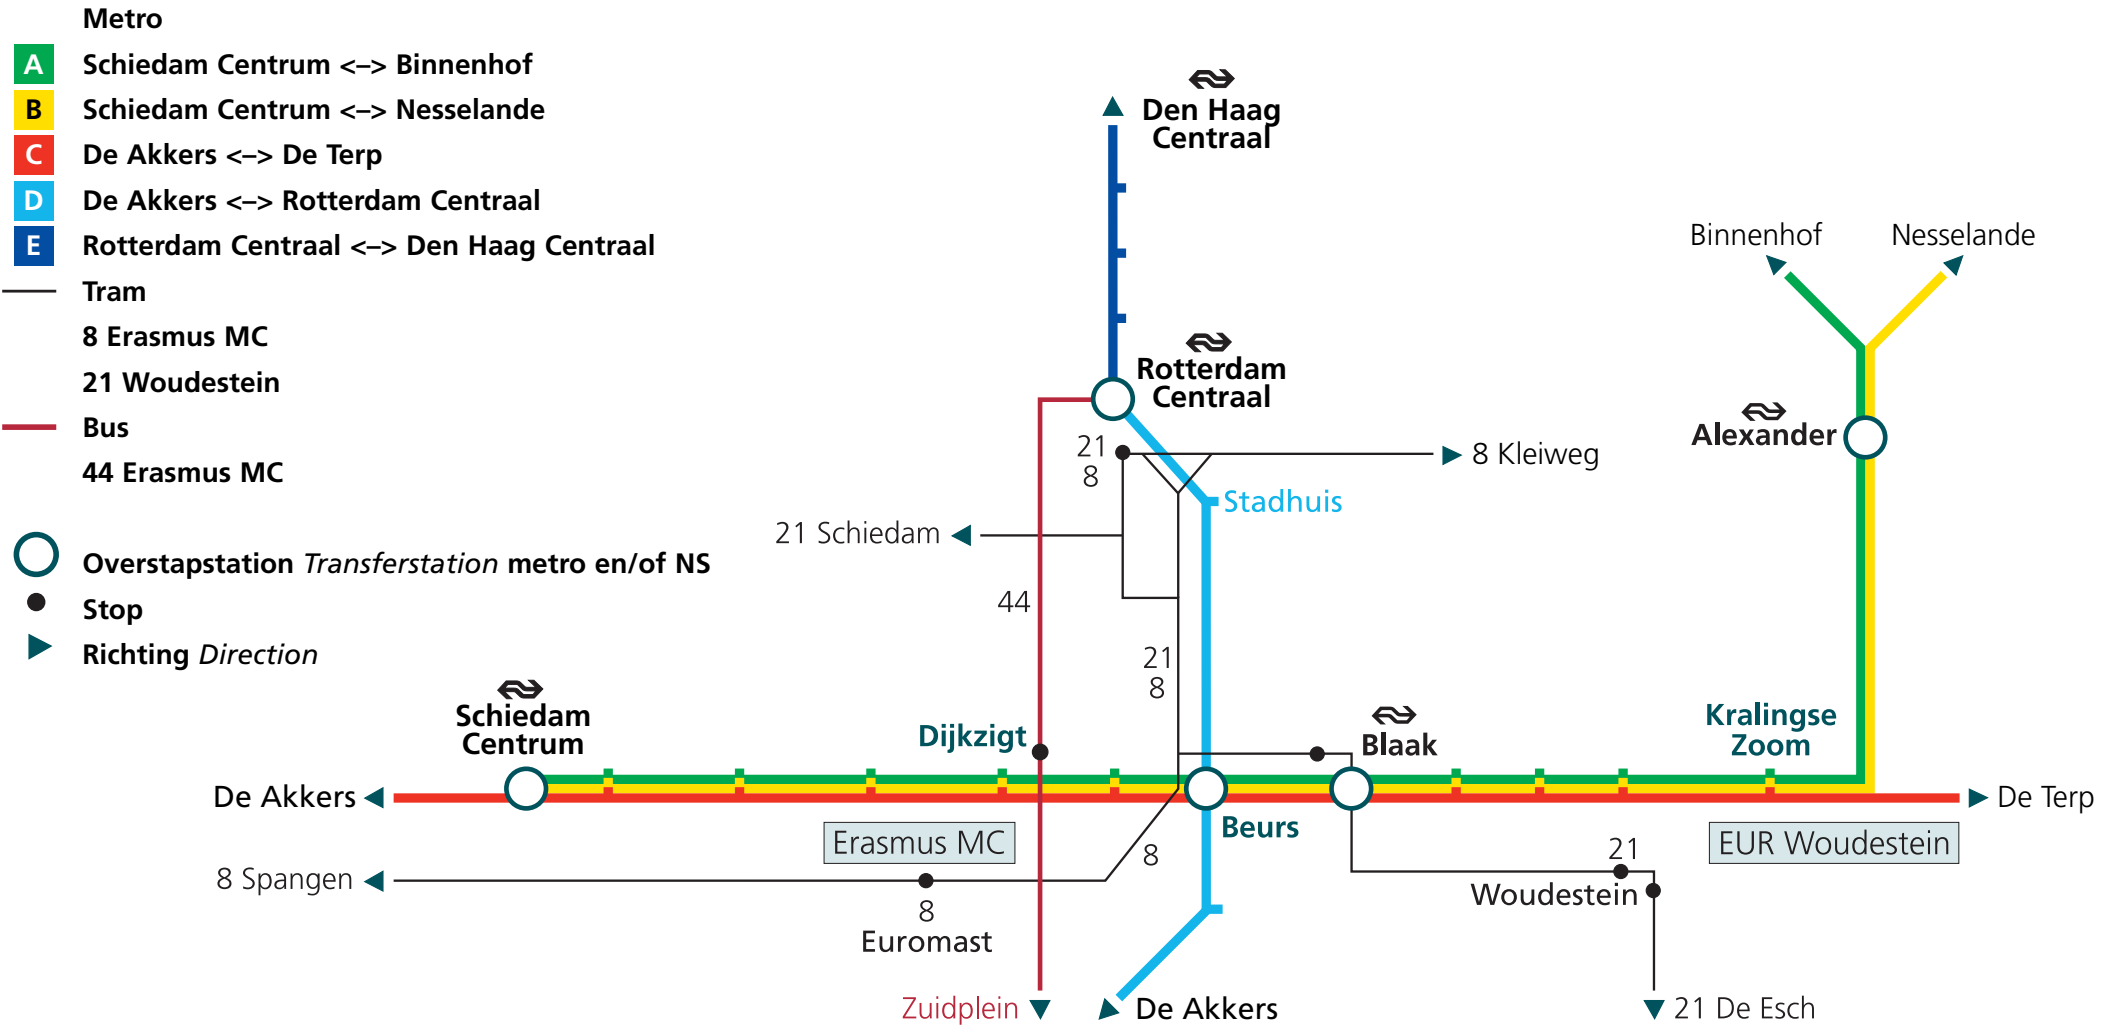 Metro
A Schiedam Centrum <–> Binnenhof
B Schiedam Centrum <–> Nesselande
C De Akkers <–> De Terp
D De Akkers <–> Rotterdam Centraal
E Rotterdam Centraal <–> Den Haag Centraal
Tram
8 Erasmus MC
21 Woudestein
Bus
44 Erasmus MC
Overstapstation Transferstation metro en/of NS
Stop
Richting Direction
Den Haag
Centraal
Binnenhof
Nesselande
Rotterdam
Centraal
Alexander
21
8
8 Kleiweg
Stadhuis
21 Schiedam
44
21
8
Schiedam
Centrum
Dijkzigt
Blaak
Kralingse
Zoom
De Akkers
De Terp
Beurs
Erasmus MC
8
21
EUR Woudestein
8 Spangen
8
Euromast
Woudestein
Zuidplein
De Akkers
21 De Esch